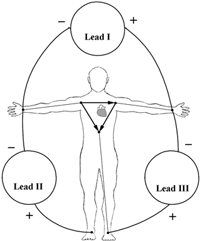 − +
Lead I
− −
Lead II Lead III
+ +